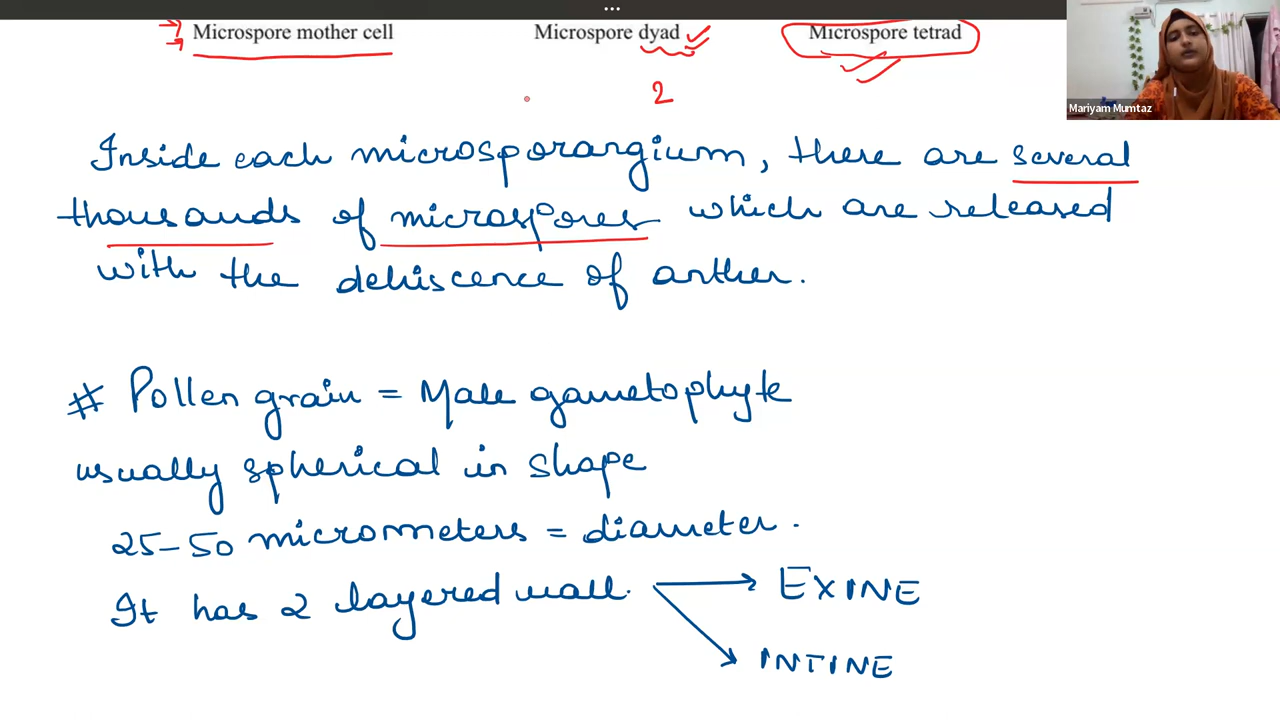 ...
Microspore mother cell Microspore dyad Microspore tetrad
Mariyam Mumtaz
2
Inside each microsporangium, there are several
thousands of microspores which are released
with the dehiscence of anther.
# Pollen grain = Male gametophyte
usually spherical in shape
25-50 micrometers = diameter.
It has 2 layered wall. → EXINE
→ INTINE